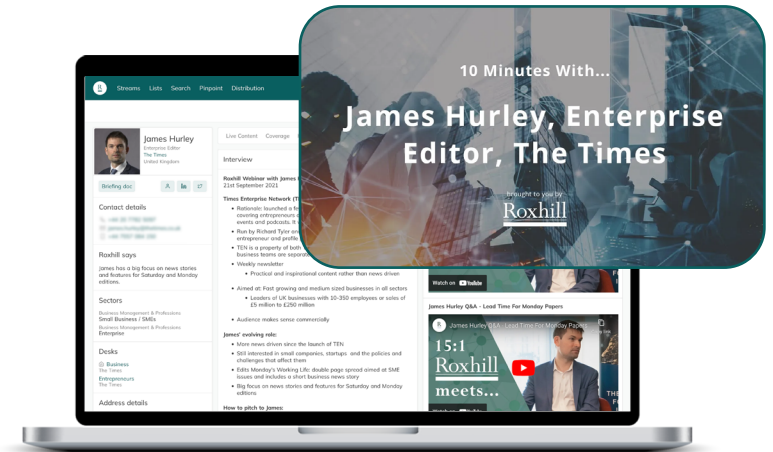 10 Minutes With...
James Hurley, Enterprise
Editor, The Times
brought to you by
Roxhill
Streams Lists Search Pinpoint Distribution
James Hurley
Enterprise Editor
The Times
United Kingdom
Briefing doc
Contact details
Roxhill says
James has a big focus on news stories
and features for Saturday and Monday
editions.
Sectors
Business Management & Professions
Small Business / SMEs
Business Management & Professions
Enterprise
Desks
Business
The Times
Entrepreneurs
The Times
Address details
Live Content Coverage
Interview
Roxhill Webinar with James
21st September 2021
Times Enterprise Network
Rationale: launched a
covering entrepreneurs
events and podcasts. It
Run by Richard Tyler
entrepreneur and profile
TEN is a property of both
business teams are
Weekly newsletter
Practical and inspirational content rather than news driven
Aimed at: Fast growing and medium sized businesses in all sectors
Leaders of UK businesses with 10-350 employees or sales of
£5 million to £250 million
Audience makes sense commercially
James' evolving role:
More news driven since the launch of TEN
Still interested in small companies, startups and the policies and
challenges that affect them
Edits Monday's Working Life: double page spread aimed at SME
issues and includes a short business news story
Big focus on news stories and features for Saturday and Monday
editions
How to pitch to James:
Watch on YouTube
James Hurley Q&A - Lead Time For Monday Papers
James Hurley Q&A - Lead Time For Monday Papers
15:1
Roxhill
meets...
Watch on